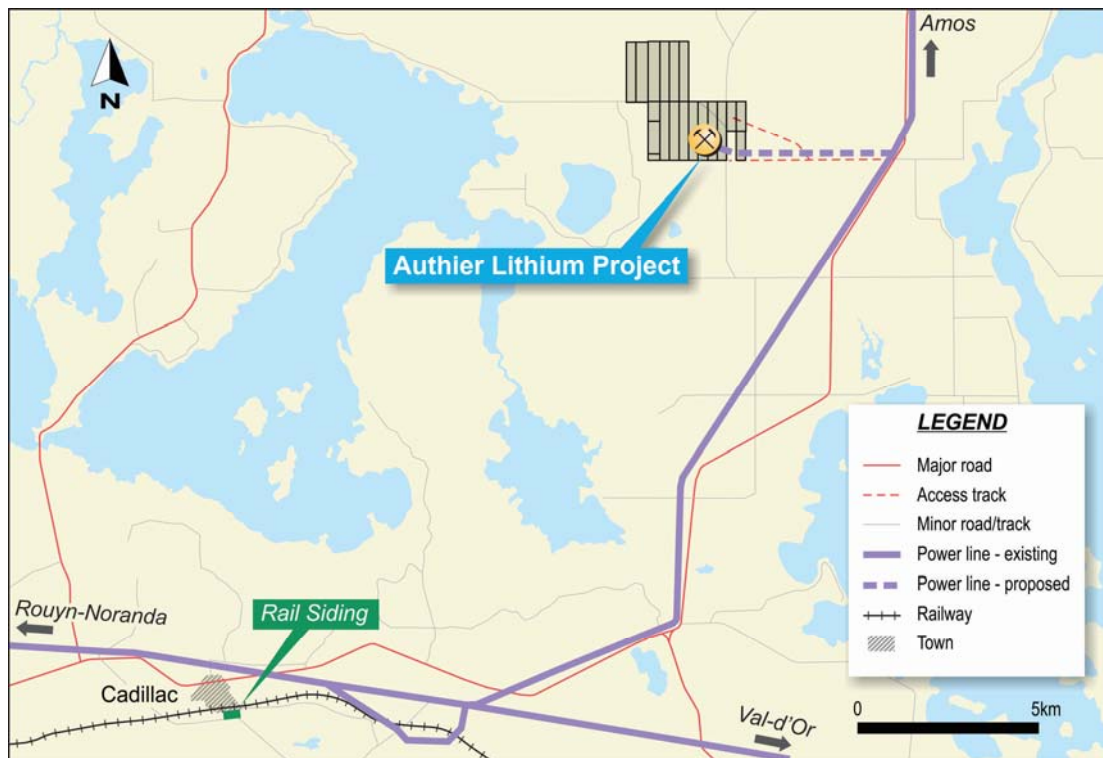 Amos
N
Authier Lithium Project
LEGEND
Major road
Access track
Minor road/track
Power line - existing
Power line - proposed
Railway
Town
Rouyn-Noranda
Rail Siding
Cadillac
Val-d'Or
0 5km